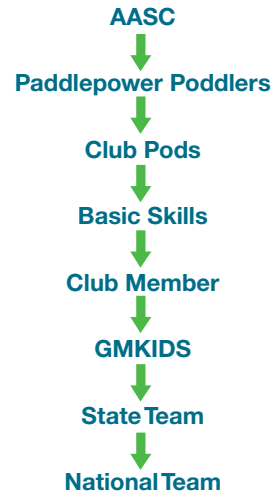 AASC
Paddlepower Poddlers
Club Pods
Basic Skills
Club Member
GMKIDS
State Team
National Team